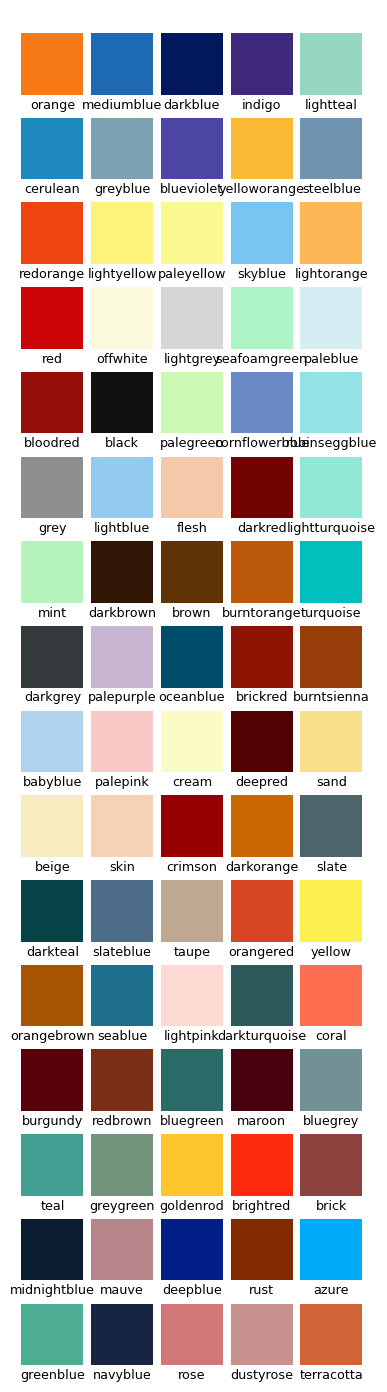 orange mediumblue darkblue indigo lightteal
cerulean greyblue blueviolet yelloworange steelblue
redorange lightyellow paleyellow skyblue lightorange
red offwhite lightgrey seafoamgreen paleblue
bloodred black palegreen cornflowerblue robinseggblue
grey lightblue flesh darkred lightturquoise
mint darkbrown brown burntorange turquoise
darkgrey palepurple oceanblue brickred burntsienna
babyblue palepink cream deepred sand
beige skin crimson darkorange slate
darkteal slateblue taupe orangered yellow
orangebrown seablue lightpink darkturquoise coral
burgundy redbrown bluegreen maroon bluegrey
teal greygreen goldenrod brightred brick
midnightblue mauve deepblue rust azure
greenblue navyblue rose dustyrose terracotta